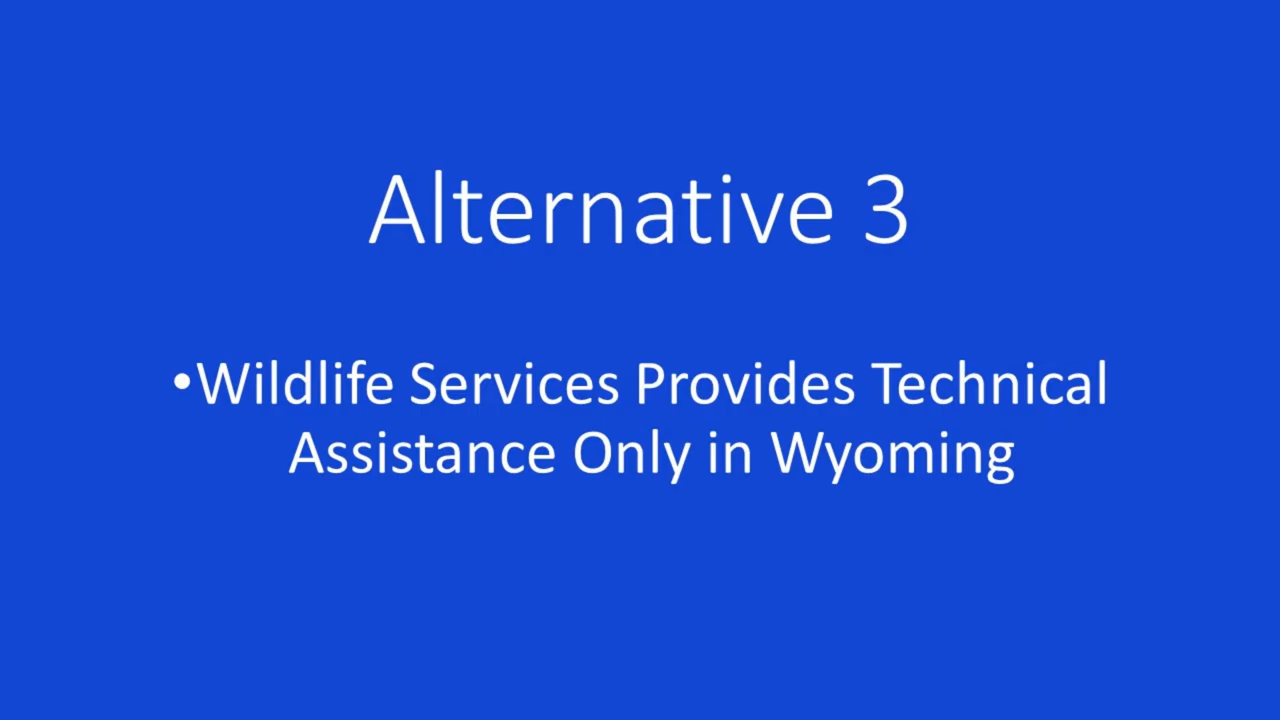 Alternative 3
•Wildlife Services Provides Technical
Assistance Only in Wyoming